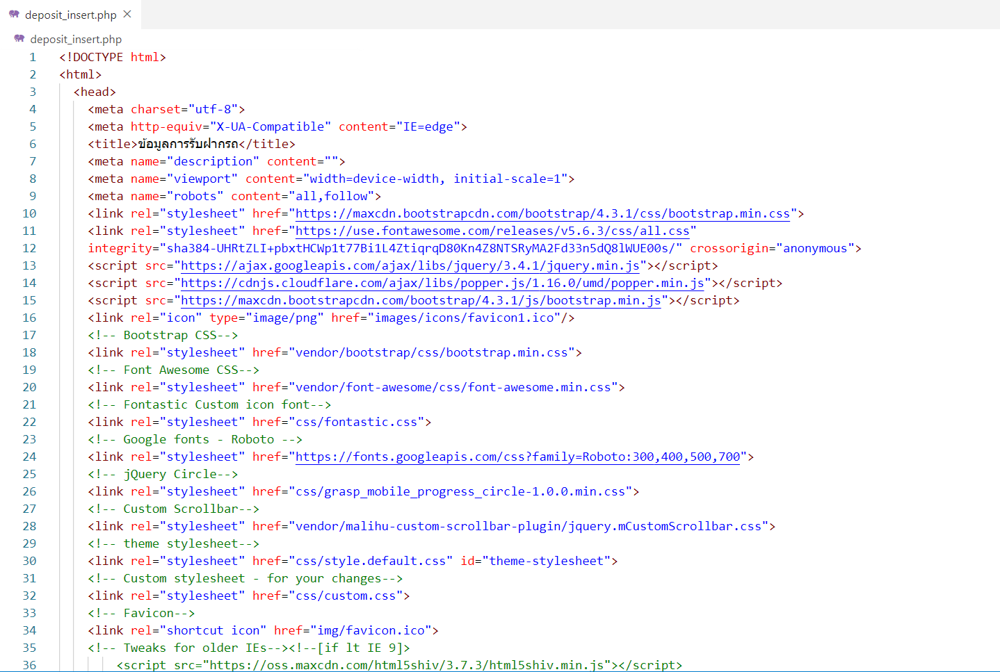 deposit_insert.php
deposit_insert.php
1 <!DOCTYPE html>
2 <html>
3 <head>
4 <meta charset="utf-8">
5 <meta http-equiv="X-UA-Compatible" content="IE=edge">
6 <title>ข้อมูลการรับฝากรถ</title>
7 <meta name="description" content="">
8 <meta name="viewport" content="width=device-width, initial-scale=1">
9 <meta name="robots" content="all,follow">
10 <link rel="stylesheet" href="https://maxcdn.bootstrapcdn.com/bootstrap/4.3.1/css/bootstrap.min.css">
11 <link rel="stylesheet" href="https://use.fontawesome.com/releases/v5.6.3/css/all.css"
12 integrity="sha384-UHRtZLI+pbxtHCWp1t77Bi1L4ZtiqrqD80Kn4Z8NTSRyMA2Fd33n5dQ8lWUE00s/" crossorigin="anonymous">
13 <script src="https://ajax.googleapis.com/ajax/libs/jquery/3.4.1/jquery.min.js"></script>
14 <script src="https://cdnjs.cloudflare.com/ajax/libs/popper.js/1.16.0/umd/popper.min.js"></script>
15 <script src="https://maxcdn.bootstrapcdn.com/bootstrap/4.3.1/js/bootstrap.min.js"></script>
16 <link rel="icon" type="image/png" href="images/icons/favicon1.ico"/>
17 <!-- Bootstrap CSS-->
18 <link rel="stylesheet" href="vendor/bootstrap/css/bootstrap.min.css">
19 <!-- Font Awesome CSS-->
20 <link rel="stylesheet" href="vendor/font-awesome/css/font-awesome.min.css">
21 <!-- Fontastic Custom icon font-->
22 <link rel="stylesheet" href="css/fontastic.css">
23 <!-- Google fonts - Roboto -->
24 <link rel="stylesheet" href="https://fonts.googleapis.com/css?family=Roboto:300,400,500,700">
25 <!-- jQuery Circle-->
26 <link rel="stylesheet" href="css/grasp_mobile_progress_circle-1.0.0.min.css">
27 <!-- Custom Scrollbar-->
28 <link rel="stylesheet" href="vendor/malihu-custom-scrollbar-plugin/jquery.mCustomScrollbar.css">
29 <!-- theme stylesheet-->
30 <link rel="stylesheet" href="css/style.default.css" id="theme-stylesheet">
31 <!-- Custom stylesheet - for your changes-->
32 <link rel="stylesheet" href="css/custom.css">
33 <!-- Favicon-->
34 <link rel="shortcut icon" href="img/favicon.ico">
35 <!-- Tweaks for older IEs--><!--[if lt IE 9]>
36 <script src="https://oss.maxcdn.com/html5shiv/3.7.3/html5shiv.min.js"></script>